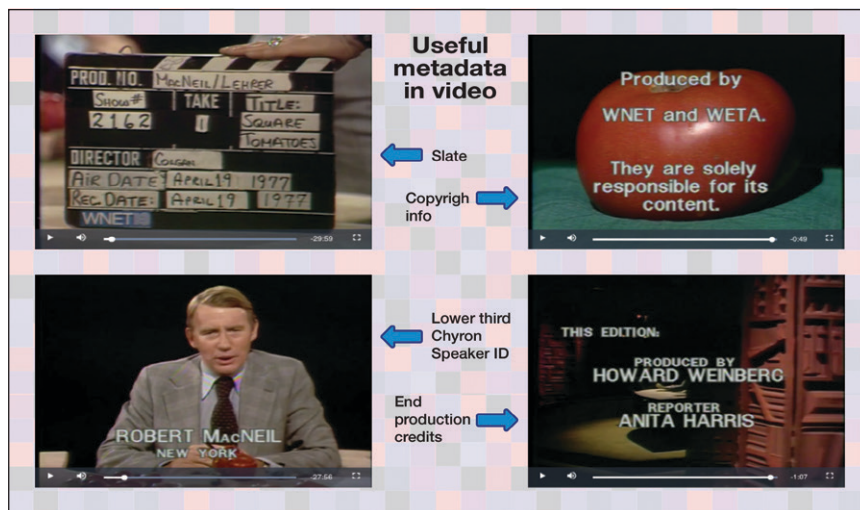 Useful
metadata
in video
PROD. NO. MACNEIL/LEHRER
SHOW# TAKE TITLE:
2162 SQUARE
TOMATOES
DIRECTOR COLGAN
AIR DATE: APRIL 19 1977
REC. DATE: APRIL 19 1977
WNET
-29:59
Slate
Copyrigh
info
Produced by
WNET and WETA.
They are solely
responsible for its
content.
-0:49
ROBERT MACNEIL
NEW YORK
-27:56
Lower third
Chyron
Speaker ID
End
production
credits
THIS EDITION:
PRODUCED BY
HOWARD WEINBERG
REPORTER
ANITA HARRIS
-1:07